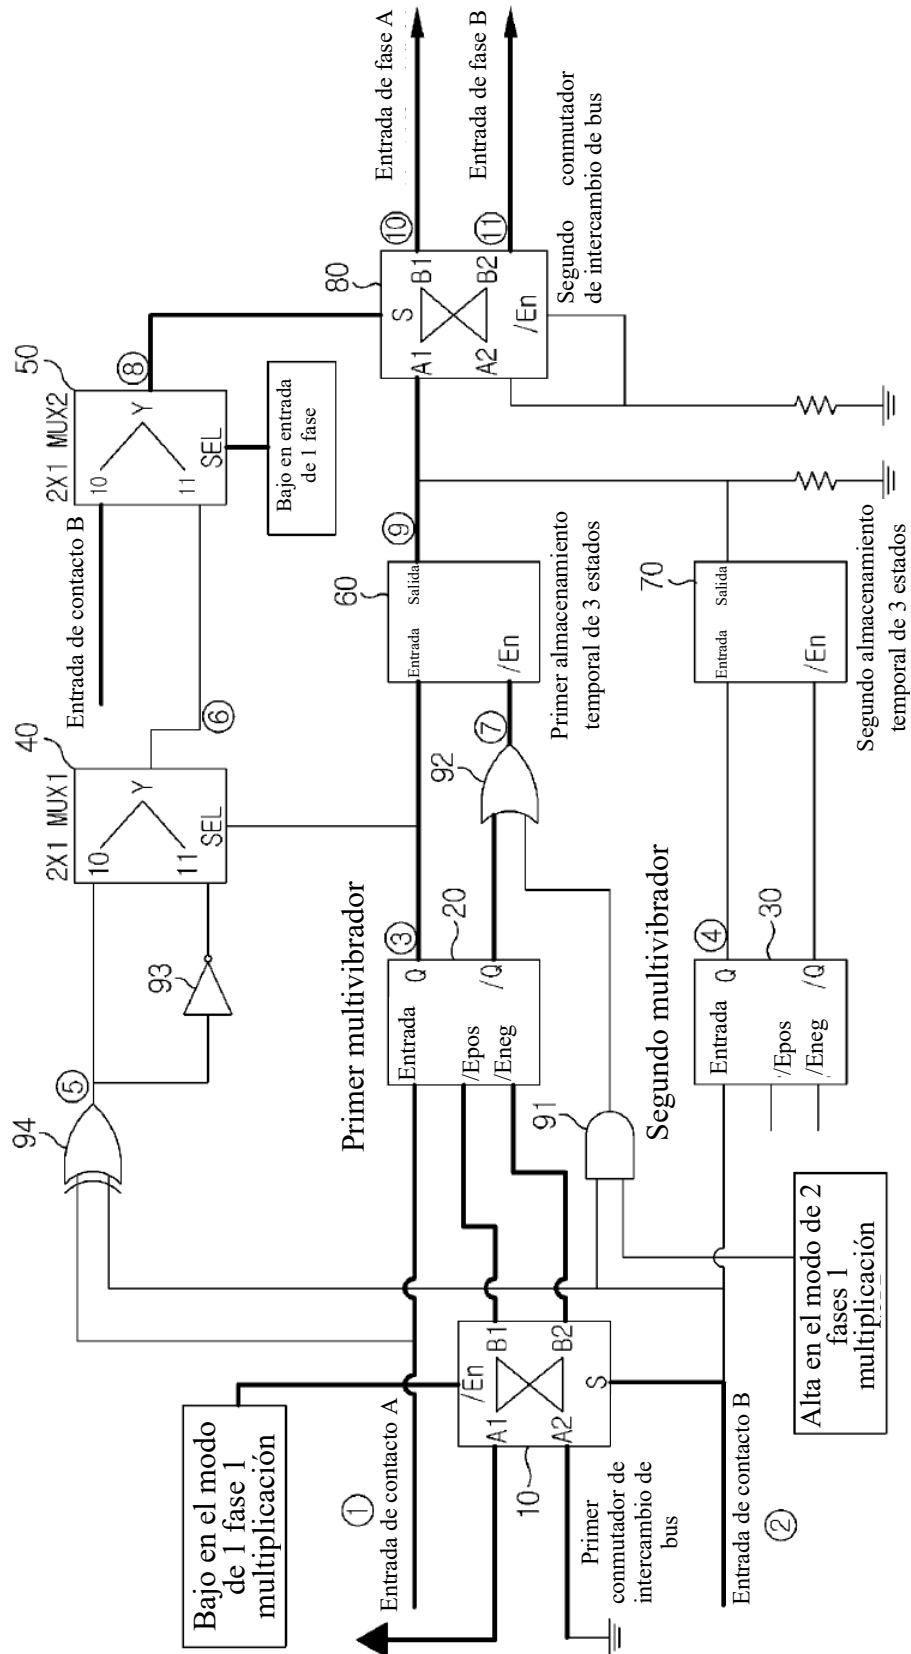 Entrada de fase A
Entrada de fase B
10
11
Segundo conmutador
de intercambio de bus
80
S
A1
B1
A2
B2
/En
8
50
2X1 MUX2
10
Y
11
SEL
Bajo en entrada
de 1 fase
Entrada de contacto B
9
60
Entrada
Salida
/En
Primer almacenamiento
temporal de 3 estados
70
Entrada
Salida
/En
Segundo almacenamiento
temporal de 3 estados
6
40
2X1 MUX1
10
Y
11
SEL
7
92
93
Primer multivibrador
3
20
Entrada
Q
/Epos
/Eneg
/Q
Segundo multivibrador
4
30
Entrada
Q
/Epos
/Eneg
/Q
5
94
91
Bajo en el modo
de 1 fase 1
multiplicación
1
Entrada de contacto A
/En
A1
B1
A2
B2
S
10
Primer
conmutador de
intercambio de
bus
Entrada de contacto B
2
Alta en el modo de 2
fases 1
multiplicación